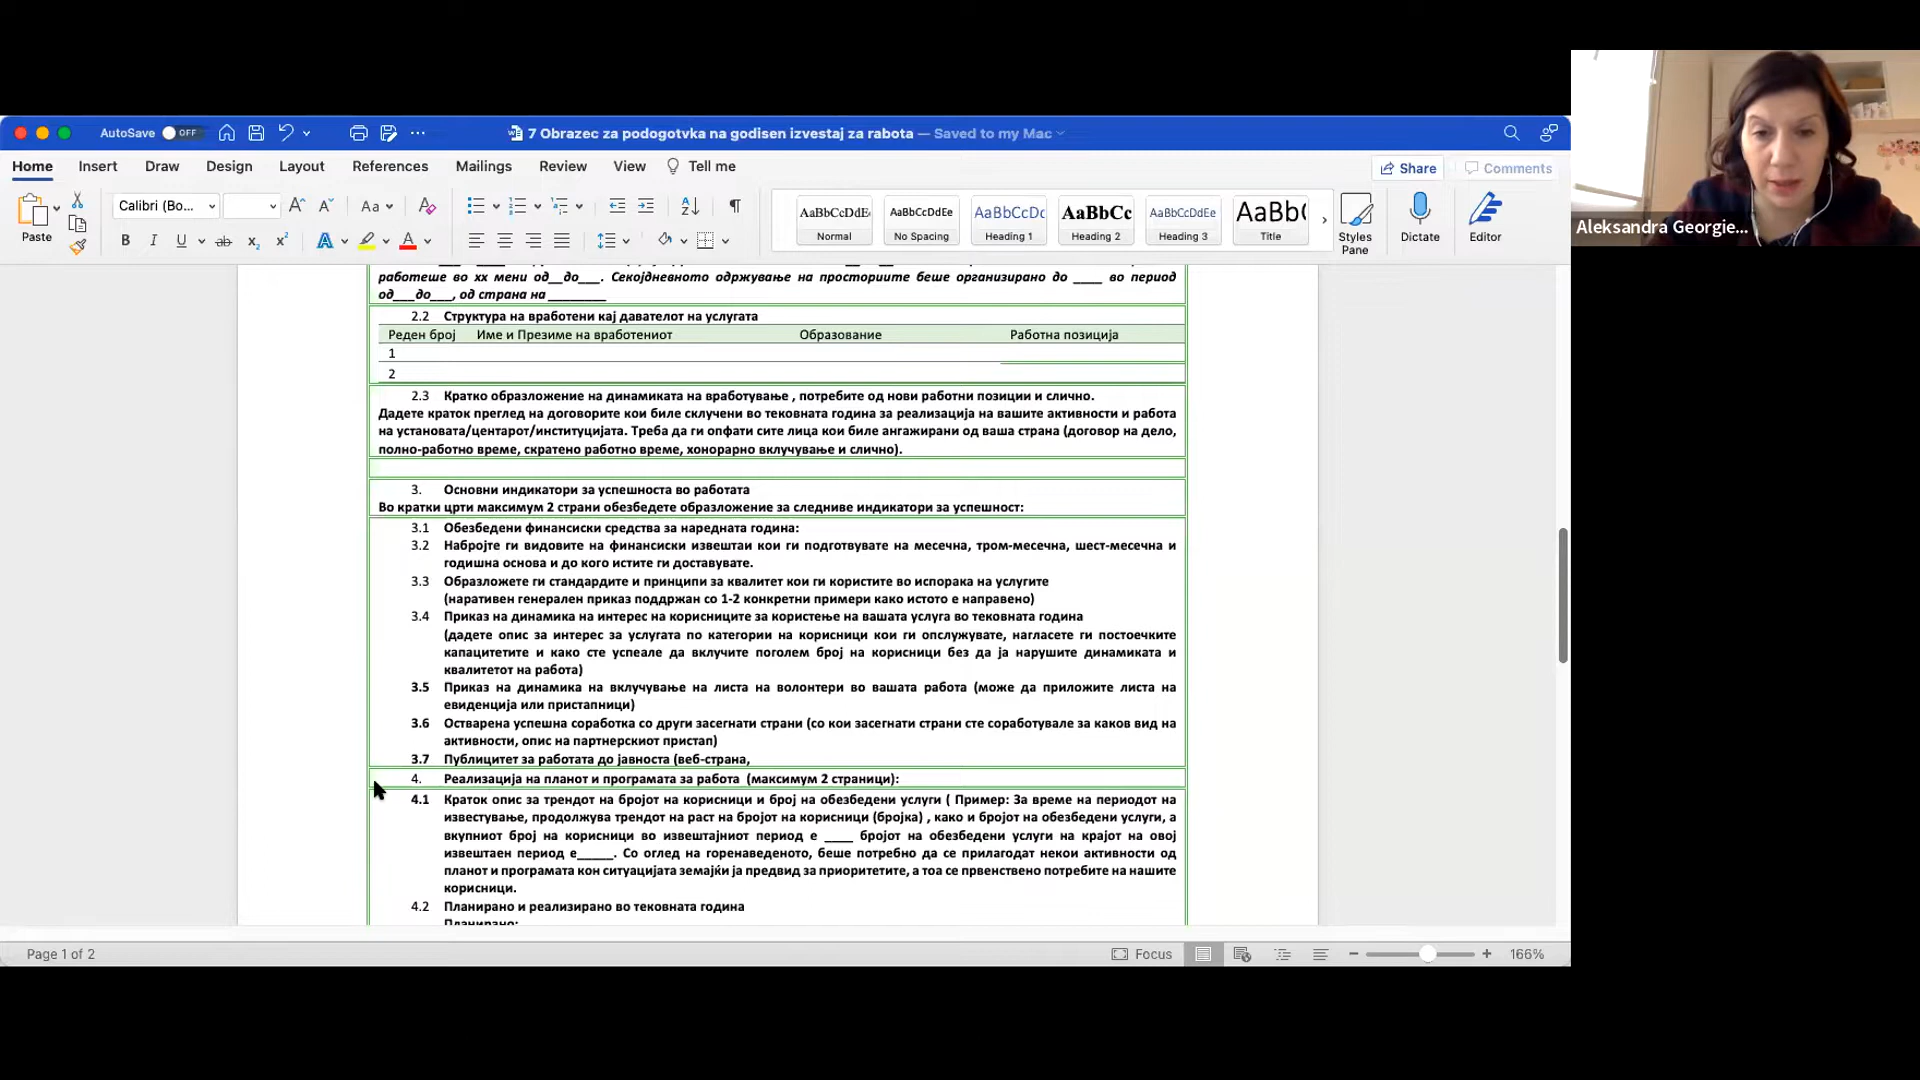 AutoSave OFF
7 Obrazec za podogotvka na godisen izvestaj za rabota — Saved to my Mac
Home Insert Draw Design Layout References Mailings Review View Tell me
Share Comments
Paste
Calibri (Bo...
AaBbCcDdE
Normal
AaBbCcDdEe
No Spacing
AaBbCcDc
Heading 1
AaBbCc
Heading 2
AaBbCcDdEe
Heading 3
AaBb(
Title
Styles
Pane
Dictate
Editor
Aleksandra Georgie...
работеше во хх мени од__до___. Секојдневното одржување на просториите беше организирано до ____ во период
од___до___, од страна на ________
2.2 Структура на вработени кај давателот на услугата
Реден број Име и Презиме на вработениот Образование Работна позиција
1
2
2.3 Кратко образложение на динамиката на вработување , потребите од нови работни позиции и слично.
Дадете краток преглед на договорите кои биле склучени во тековната година за реализација на вашите активности и работа
на установата/центарот/институцијата. Треба да ги опфати сите лица кои биле ангажирани од ваша страна (договор на дело,
полно-работно време, скратено работно време, хонорарно вклучување и слично).
3. Основни индикатори за успешноста во работата
Во кратки црти максимум 2 страни обезбедете образложение за следниве индикатори за успешност:
3.1 Обезбедени финансиски средства за наредната година:
3.2 Набројте ги видовите на финансиски извештаи кои ги подготвувате на месечна, тром-месечна, шест-месечна и
годишна основа и до кого истите ги доставувате.
3.3 Образложете ги стандардите и принципи за квалитет кои ги користите во испорака на услугите
(наративен генерален приказ поддржан со 1-2 конкретни примери како истото е направено)
3.4 Приказ на динамика на интерес на корисниците за користење на вашата услуга во тековната година
(дадете опис за интерес за услугата по категории на корисници кои ги опслужувате, нагласете ги постоечките
капацитетите и како сте успеале да вклучите поголем број на корисници без да ја нарушите динамиката и
квалитетот на работа)
3.5 Приказ на динамика на вклучување на листа на волонтери во вашата работа (може да приложите листа на
евиденција или пристапници)
3.6 Остварена успешна соработка со други засегнати страни (со кои засегнати страни сте соработувале за каков вид на
активности, опис на партнерскиот пристап)
3.7 Публицитет за работата до јавноста (веб-страна,
4. Реализација на планот и програмата за работа (максимум 2 страници):
4.1 Краток опис за трендот на бројот на корисници и број на обезбедени услуги ( Пример: За време на периодот на
известување, продолжува трендот на раст на бројот на корисници (бројка) , како и бројот на обезбедени услуги, а
вкупниот број на корисници во извештајниот период е ____ бројот на обезбедени услуги на крајот на овој
извештаен период е_____. Со оглед на горенаведеното, беше потребно да се прилагодат некои активности од
планот и програмата кон ситуацијата земајќи ја предвид за приоритетите, а тоа се првенствено потребите на нашите
корисници.
4.2 Планирано и реализирано во тековната година
Планирано:
Page 1 of 2
Focus
166%